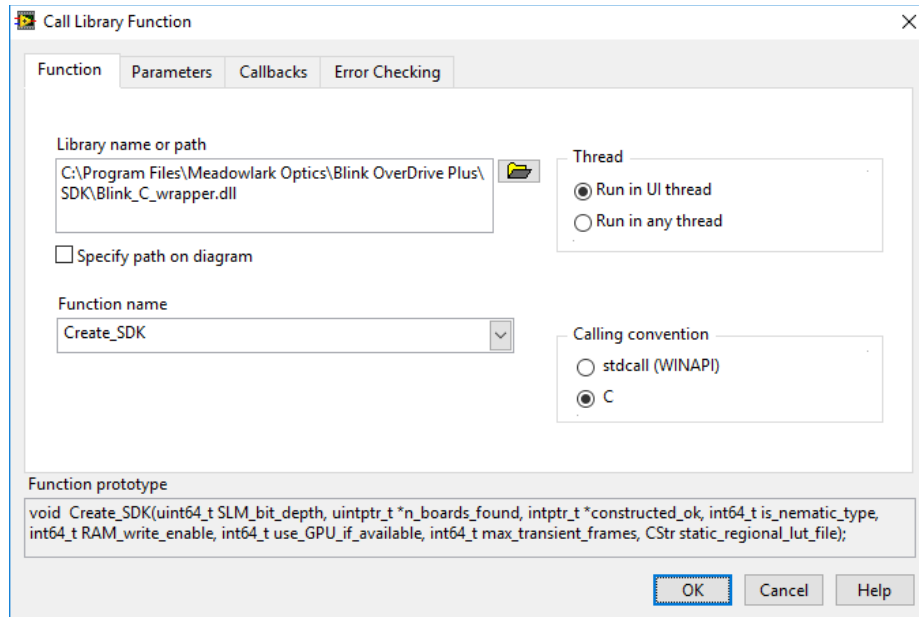 Call Library Function
Function
Parameters
Callbacks
Error Checking
Library name or path
C:\Program Files\Meadowlark Optics\Blink OverDrive Plus\
SDK\Blink_C_wrapper.dll
Specify path on diagram
Function name
Create_SDK
Thread
Run in UI thread
Run in any thread
Calling convention
stdcall (WINAPI)
C
Function prototype
void  Create_SDK(uint64_t SLM_bit_depth, uintptr_t *n_boards_found, intptr_t *constructed_ok, int64_t is_nematic_type,
int64_t RAM_write_enable, int64_t use_GPU_if_available, int64_t max_transient_frames, CStr static_regional_lut_file);
OK
Cancel
Help